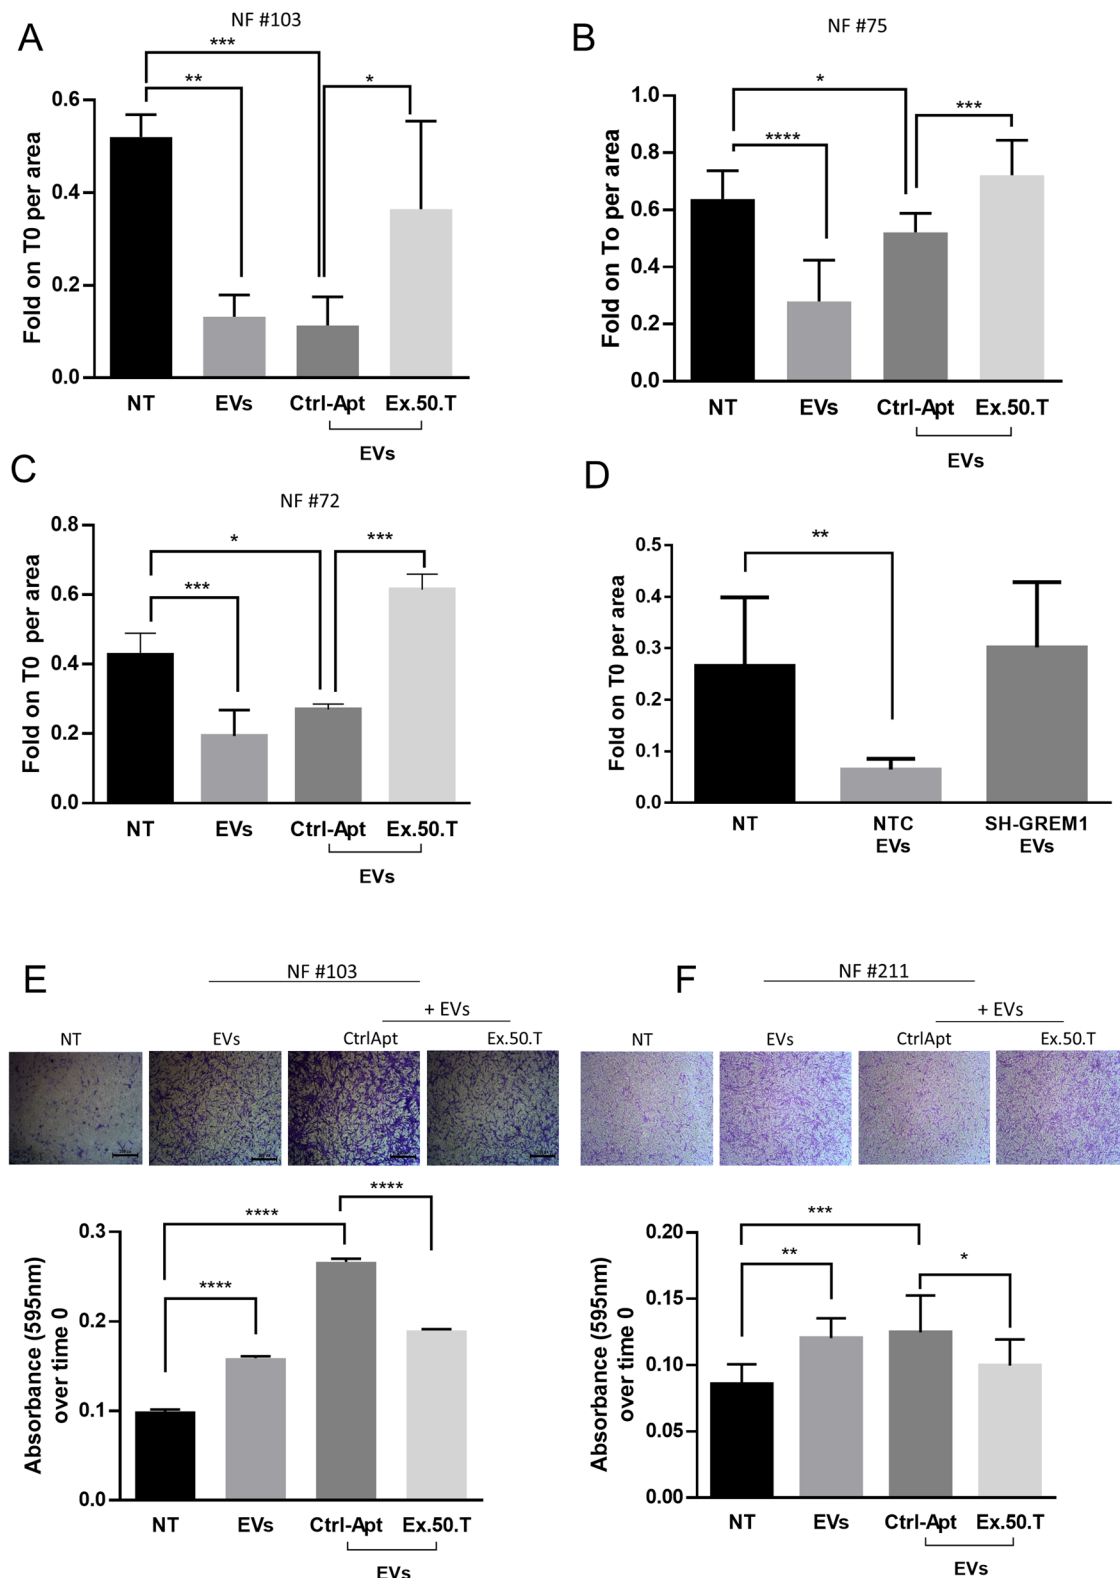 A
NF #103
***
**
*
Fold on T0 per area
0.6
0.4
0.2
0.0
NT EVs Ctrl-Apt Ex.50.T
EVs
B
NF #75
*
***
****
Fold on To per area
1.0
0.8
0.6
0.4
0.2
0.0
NT EVs Ctrl-Apt Ex.50.T
EVs
C
NF #72
*
***
***
Fold on T0 per area
0.8
0.6
0.4
0.2
0.0
NT EVs Ctrl-Apt Ex.50.T
EVs
D
**
Fold on T0 per area
0.5
0.4
0.3
0.2
0.1
0.0
NT NTC SH-GREM1
EVs EVs
E
NF #103
+ EVs
NT EVs CtrlApt Ex.50.T
****
****
****
Absorbance (595nm)
over time 0
0.3
0.2
0.1
0.0
NT EVs Ctrl-Apt Ex.50.T
EVs
F
NF #211
+ EVs
NT EVs CtrlApt Ex.50.T
***
**
*
Absorbance (595nm)
over time 0
0.20
0.15
0.10
0.05
0.00
NT EVs Ctrl-Apt Ex.50.T
EVs